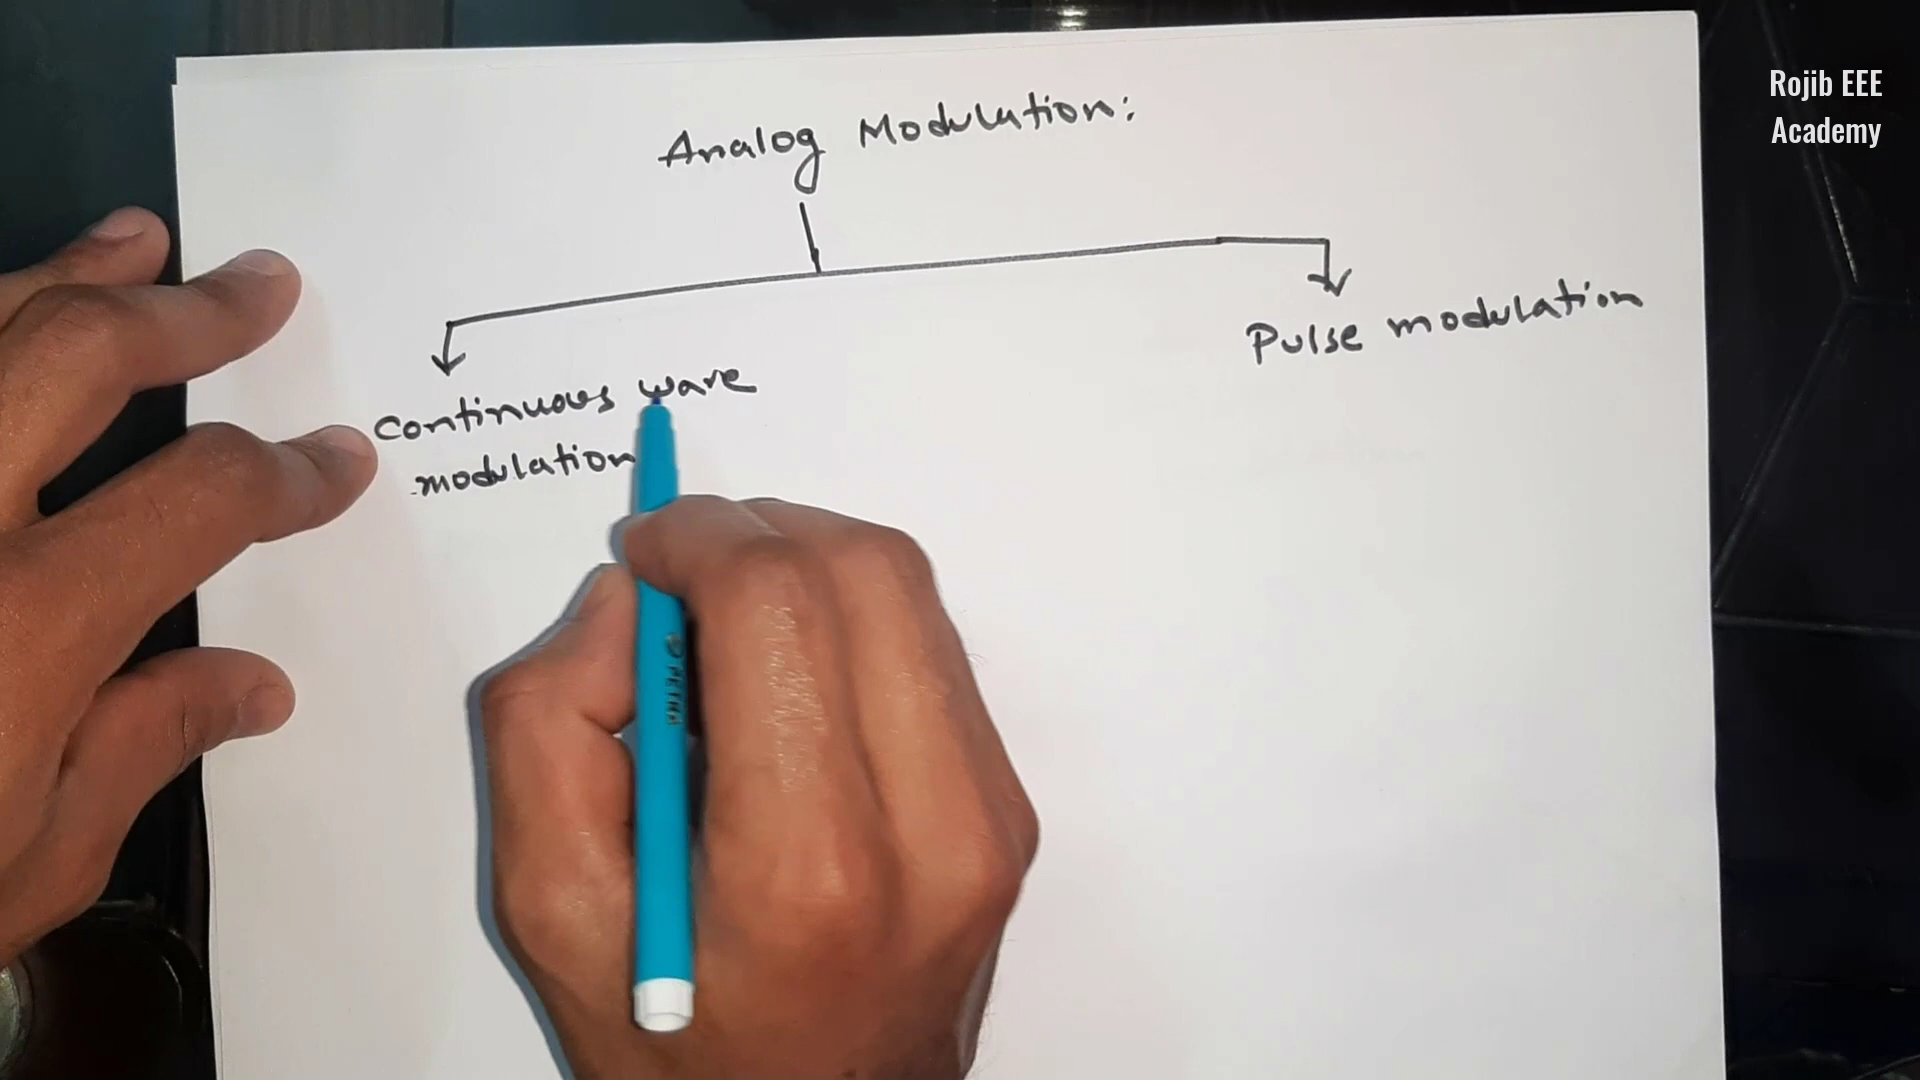 Rojib EEE
Academy
Analog Modulation:
Pulse modulation
Continuous wave
modulation